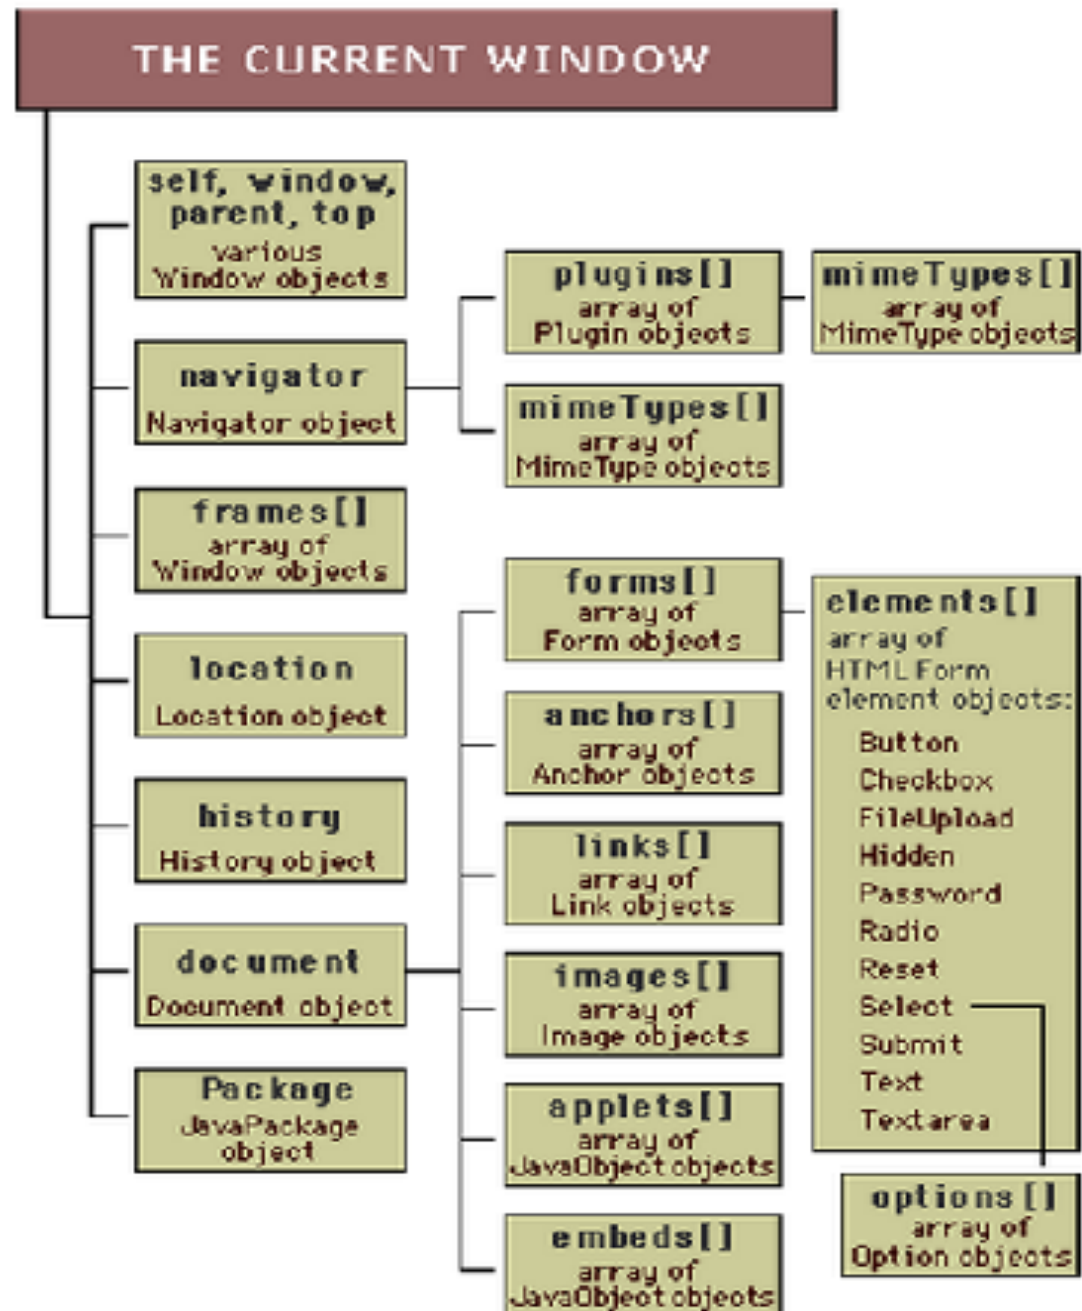 THE CURRENT WINDOW
self, window,
parent, top
various
Window objects
navigator
Navigator object
frames[]
array of
Window objects
location
Location object
history
History object
document
Document object
Package
JavaPackage
object
plugins[]
array of
Plugin objects
mimeTypes[]
array of
MimeType objects
mimeTypes[]
array of
MimeType objects
forms[]
array of
Form objects
anchors[]
array of
Anchor objects
links[]
array of
Link objects
images[]
array of
Image objects
applets[]
array of
JavaObject objects
embeds[]
array of
JavaObject objects
elements[]
array of
HTML Form
element objects:
Button
Checkbox
FileUpload
Hidden
Password
Radio
Reset
Select
Submit
Text
Textarea
options[]
array of
Option objects